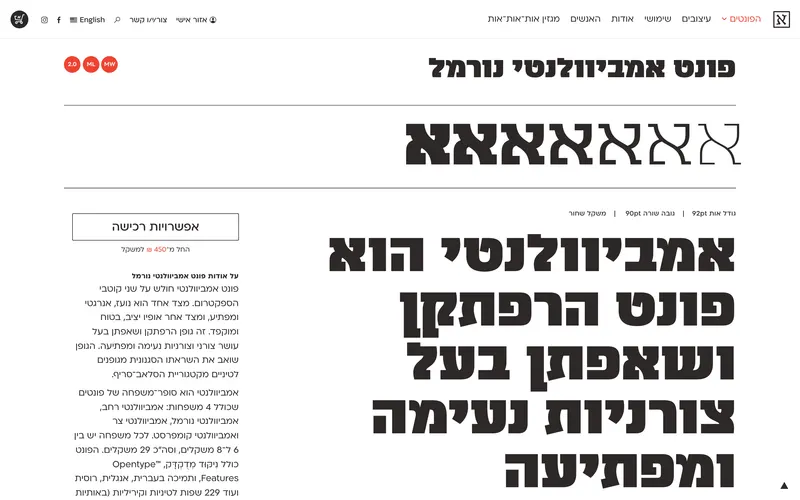 א
הפונטים
עיצובים
שימושי
אודות
האנשים
מגזין אות־אות־אות
אזור אישי
צורי/ו קשר
English
פונט אמביוולנטי נורמל
MW
ML
2.0
אאאאאאאא
גודל אות 92pt | גובה שורה 90pt | משקל שחור
אמביוולנטי הוא
פונט הרפתקן
ושאפתן בעל
צורניות נעימה
ומפתיעה
אפשרויות רכישה
החל מ־450 ₪ למשקל
על אודות פונט אמביוולנטי נורמל
פונט אמביוולנטי חולש על שני קוטבי
הספקטרום. מצד אחד הוא נועז, אנרגטי
ומפתיע, ומצד אחר אופיו יציב, בטוח
ומוקפד. זה גופן הרפתקן ושאפתן בעל
עושר צורני וצורניות נעימה ומפתיעה. הגופן
שואב את השראתו הסגנונית מגופנים
לטיניים מקטגוריית הסלאב־סריף.
אמביוולנטי הוא סופר־משפחה של פונטים
שכולל 4 משפחות: אמביוולנטי רחב,
אמביוולנטי נורמל, אמביוולנטי צר
ואמביוולנטי קומפרסט. לכל משפחה יש בין
6 ל־8 משקלים, וסה״כ 29 משקלים. הפונט
כולל ניקוד מְדַקְדֵּק, Opentype™
Features, ותמיכה בעברית, אנגלית, רוסית
ועוד 229 שפות לטיניות וקיריליות (באותיות